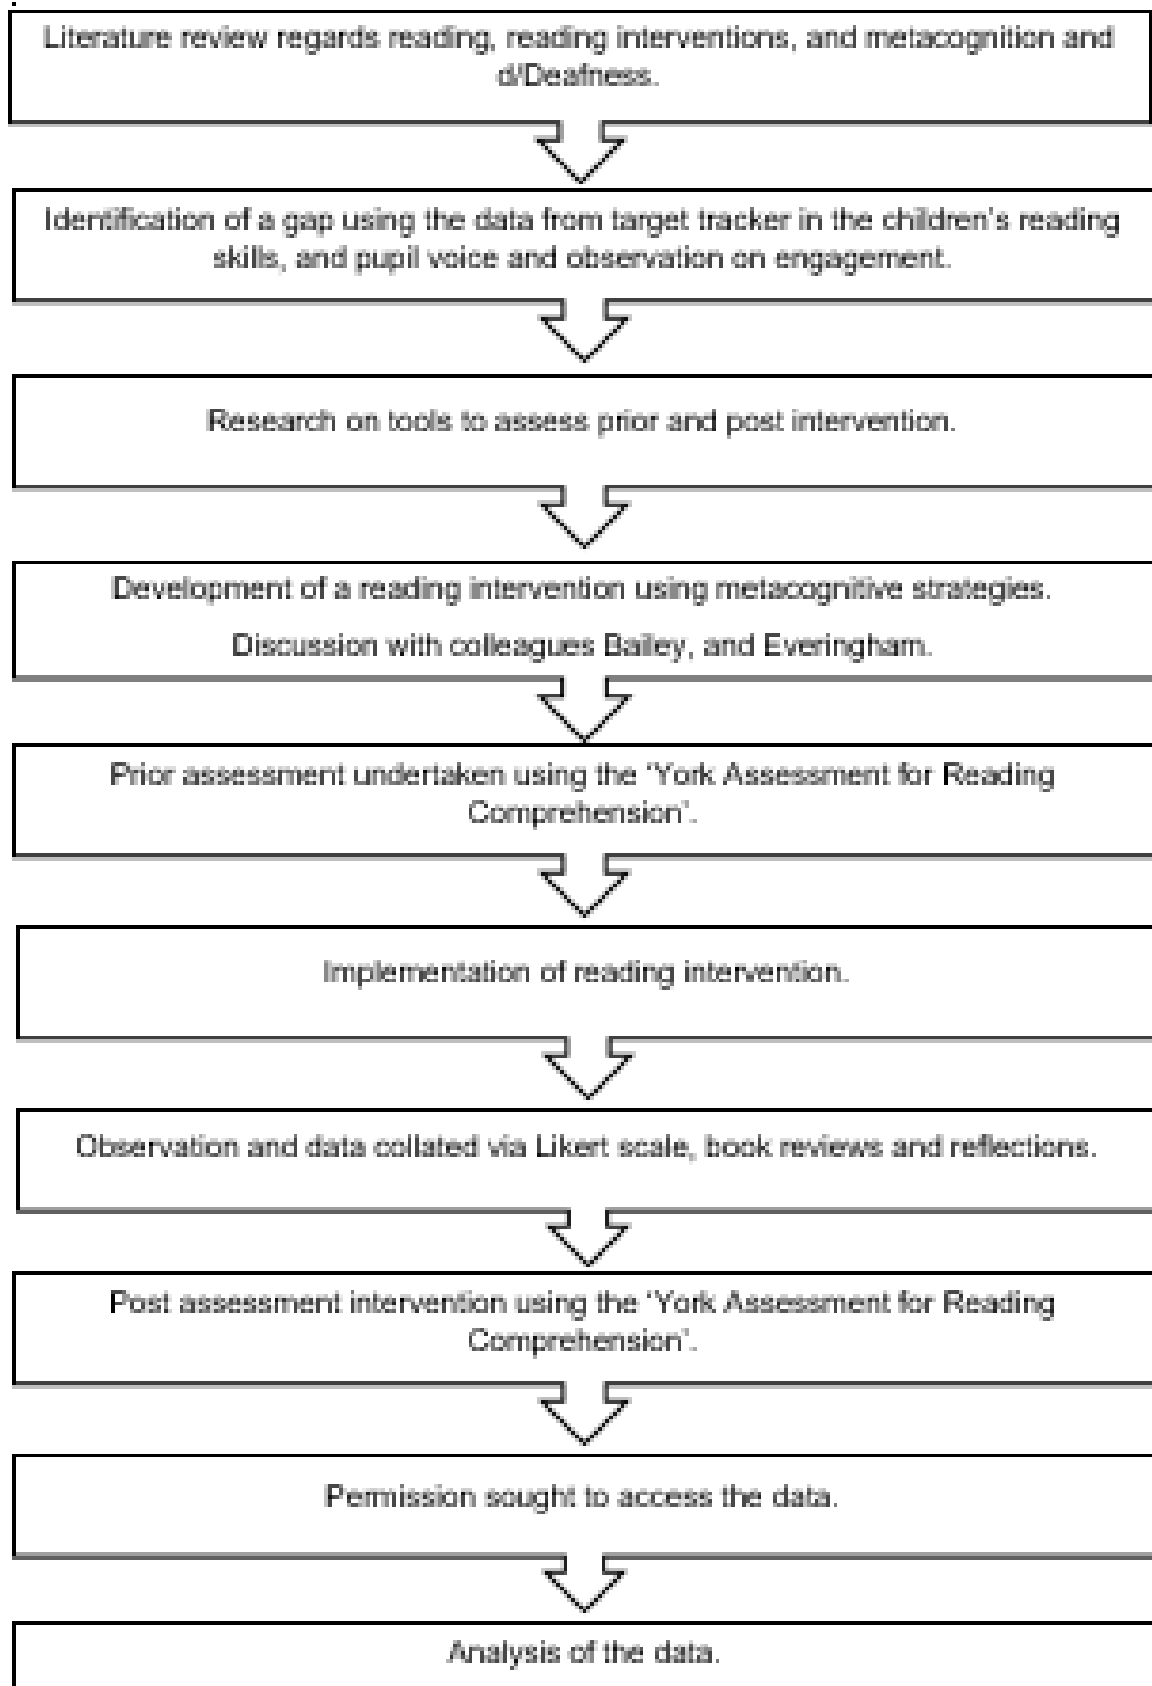 Literature review regards reading, reading interventions, and metacognition and
d/Deafness.
Identification of a gap using the data from target tracker in the children's reading
skills, and pupil voice and observation on engagement.
Research on tools to assess prior and post intervention.
Development of a reading intervention using metacognitive strategies.
Discussion with colleagues Bailey, and Everingham.
Prior assessment undertaken using the 'York Assessment for Reading
Comprehension'.
Implementation of reading intervention.
Observation and data collated via Likert scale, book reviews and reflections.
Post assessment intervention using the 'York Assessment for Reading
Comprehension'.
Permission sought to access the data.
Analysis of the data.